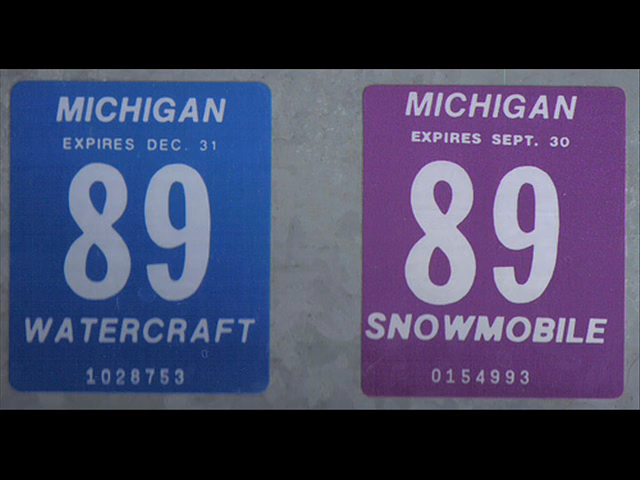 MICHIGAN
EXPIRES DEC. 31
89
WATERCRAFT
1028753
MICHIGAN
EXPIRES SEPT. 30
89
SNOWMOBILE
0154993